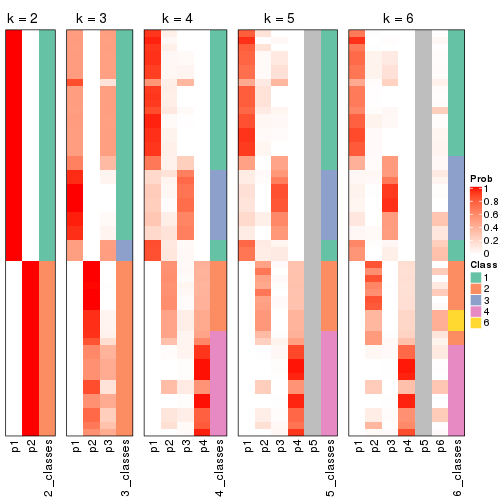 k = 2
k = 3
k = 4
k = 5
k = 6
p1
p2
2_classes
p1
p2
p3
3_classes
p1
p2
p3
p4
4_classes
p1
p2
p3
p4
p5
5_classes
p1
p2
p3
p4
p5
p6
6_classes
Prob
1
0.8
0.6
0.4
0.2
0
Class
1
2
3
4
6